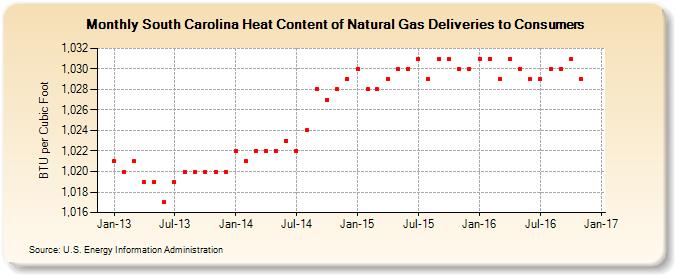 Monthly South Carolina Heat Content of Natural Gas Deliveries to Consumers
BTU per Cubic Foot
1,032
1,030
1,028
1,026
1,024
1,022
1,020
1,018
1,016
Jan-13 Jul-13 Jan-14 Jul-14 Jan-15 Jul-15 Jan-16 Jul-16 Jan-17
Source: U.S. Energy Information Administration